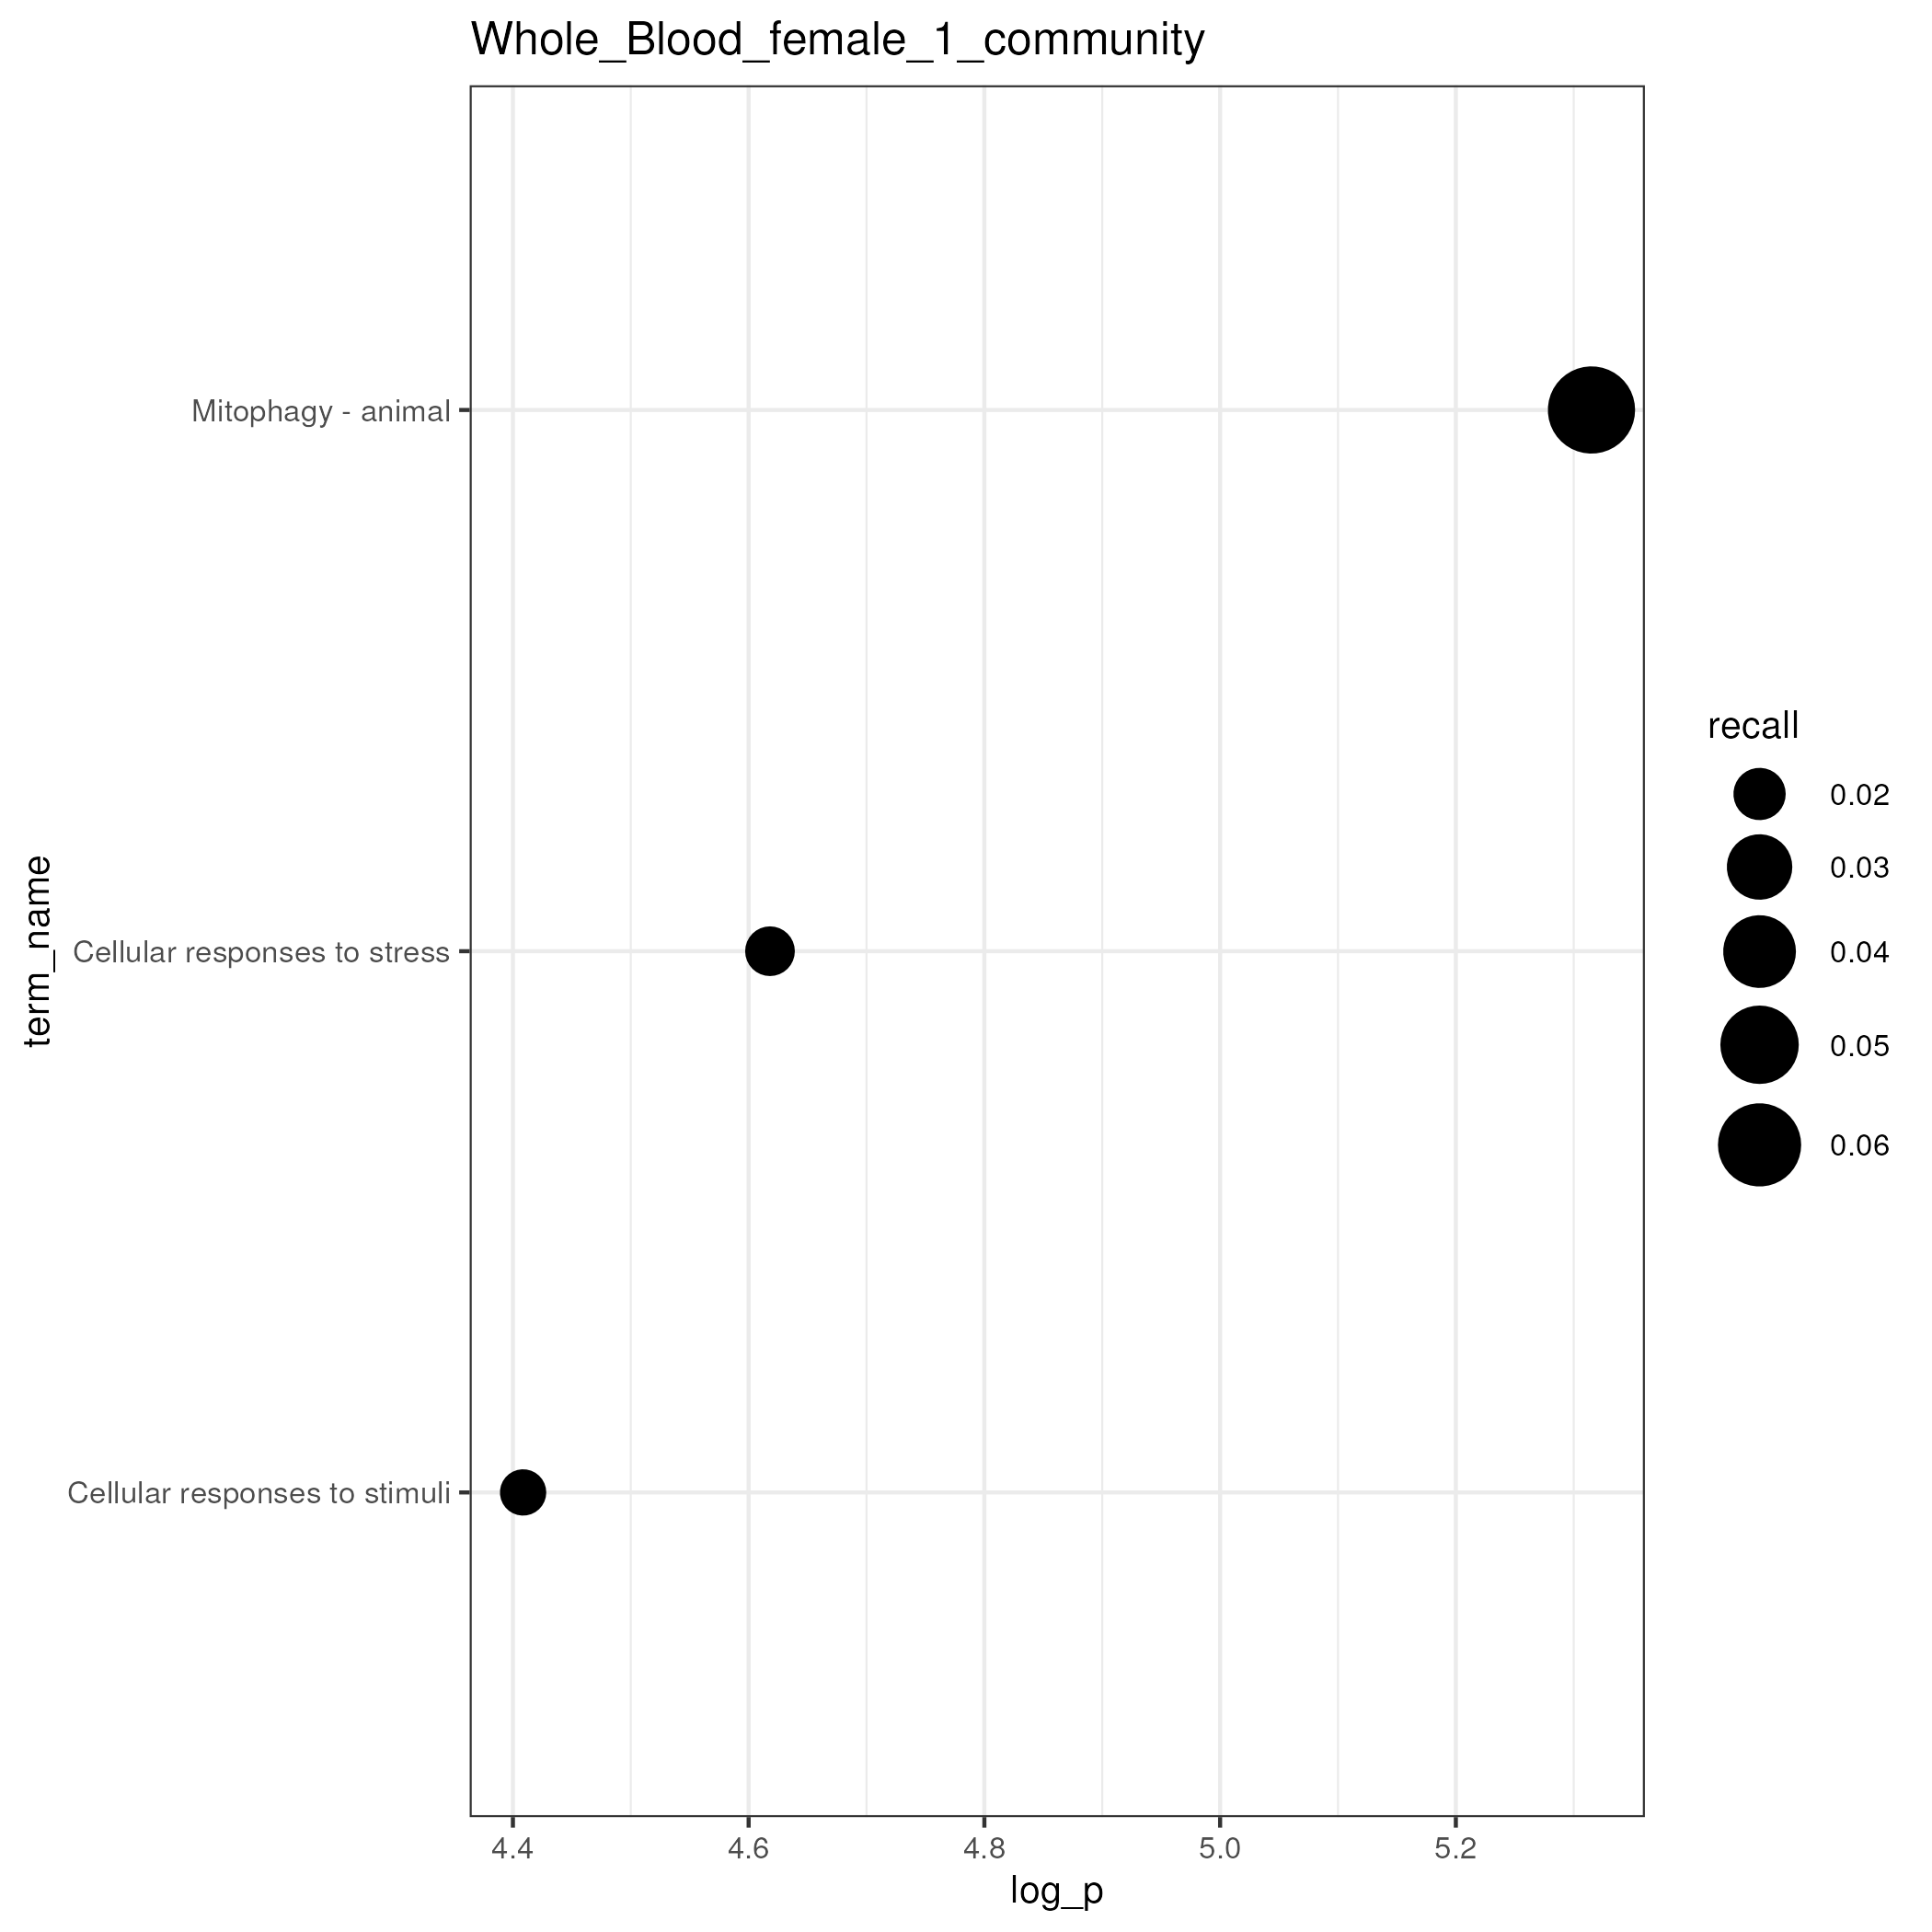 Whole_Blood_female_1_community
term_name
Mitophagy - animal
Cellular responses to stress
Cellular responses to stimuli
4.4 4.6 4.8 5.0 5.2
log_p
recall
0.02
0.03
0.04
0.05
0.06